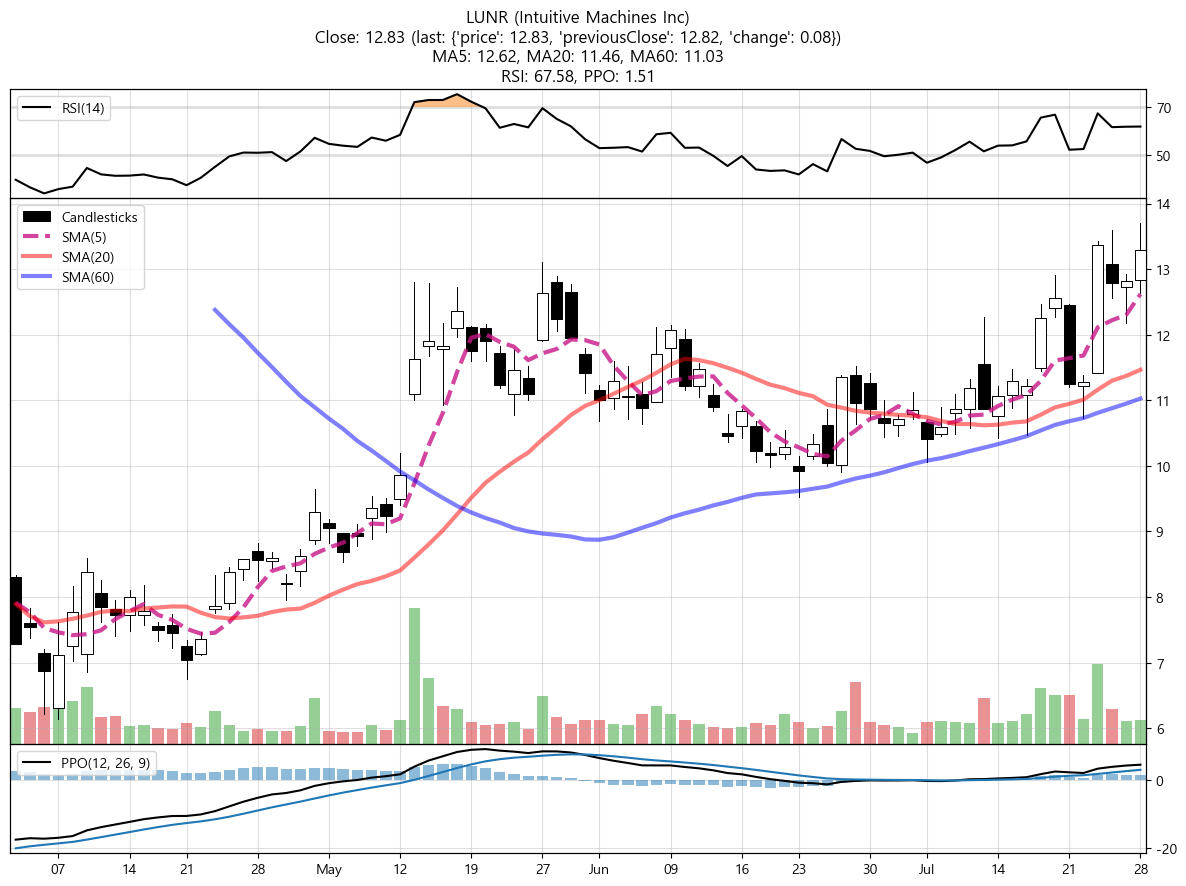 LUNR (Intuitive Machines Inc)
Close: 12.83 (last: {'price': 12.83, 'previousClose': 12.82, 'change': 0.08})
MA5: 12.62, MA20: 11.46, MA60: 11.03
RSI: 67.58, PPO: 1.51
RSI(14)
70
50
Candlesticks
SMA(5)
SMA(20)
SMA(60)
14
13
12
11
10
9
8
7
6
PPO(12, 26, 9)
0
-20
07 14 21 28 May 12 19 27 Jun 09 16 23 30 Jul 14 21 28